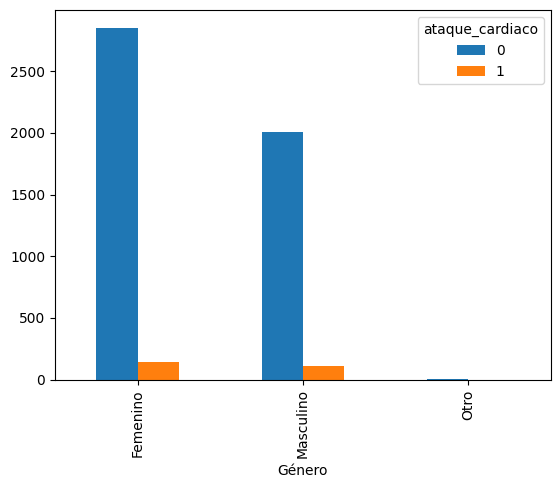 ataque_cardiaco
0
1
2500
2000
1500
1000
500
0
Femenino
Masculino
Otro
Género